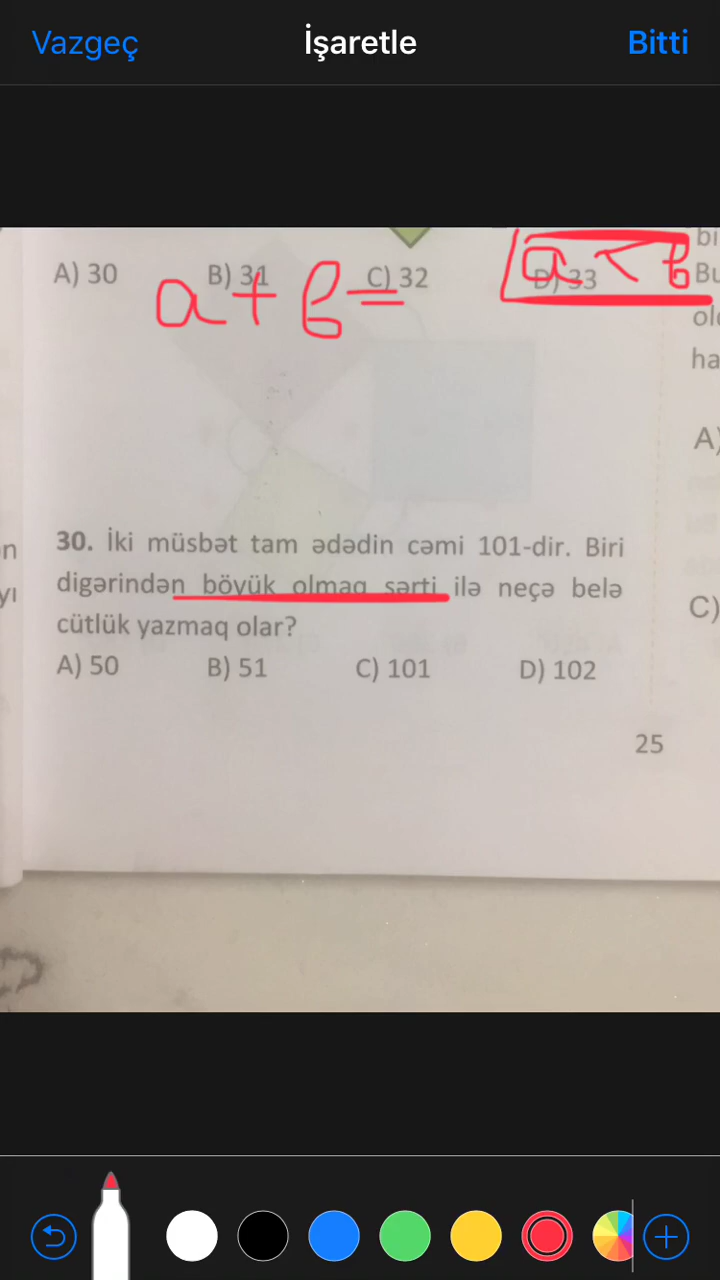 Vazgeç İşaretle Bitti
A) 30 B) 31 C) 32 D) 33
a + b =
a < b
30. İki müsbət tam ədədin cəmi 101-dir. Biri
digərindən böyük olmaq şərti ilə neçə belə
cütlük yazmaq olar?
A) 50 B) 51 C) 101 D) 102
25
A)
C)